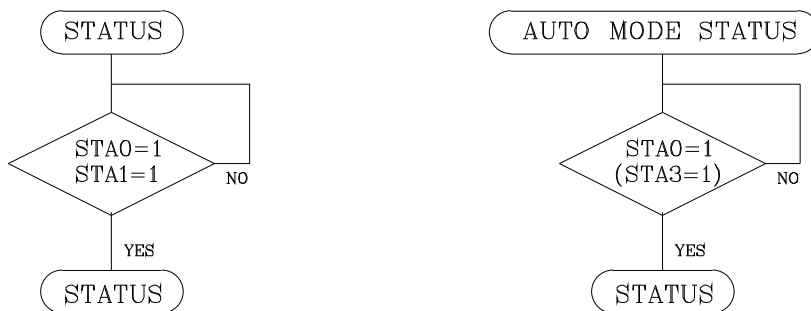 STATUS
STA0=1
STA1=1
NO
YES
STATUS
AUTO MODE STATUS
STA0=1
(STA3=1)
NO
YES
STATUS